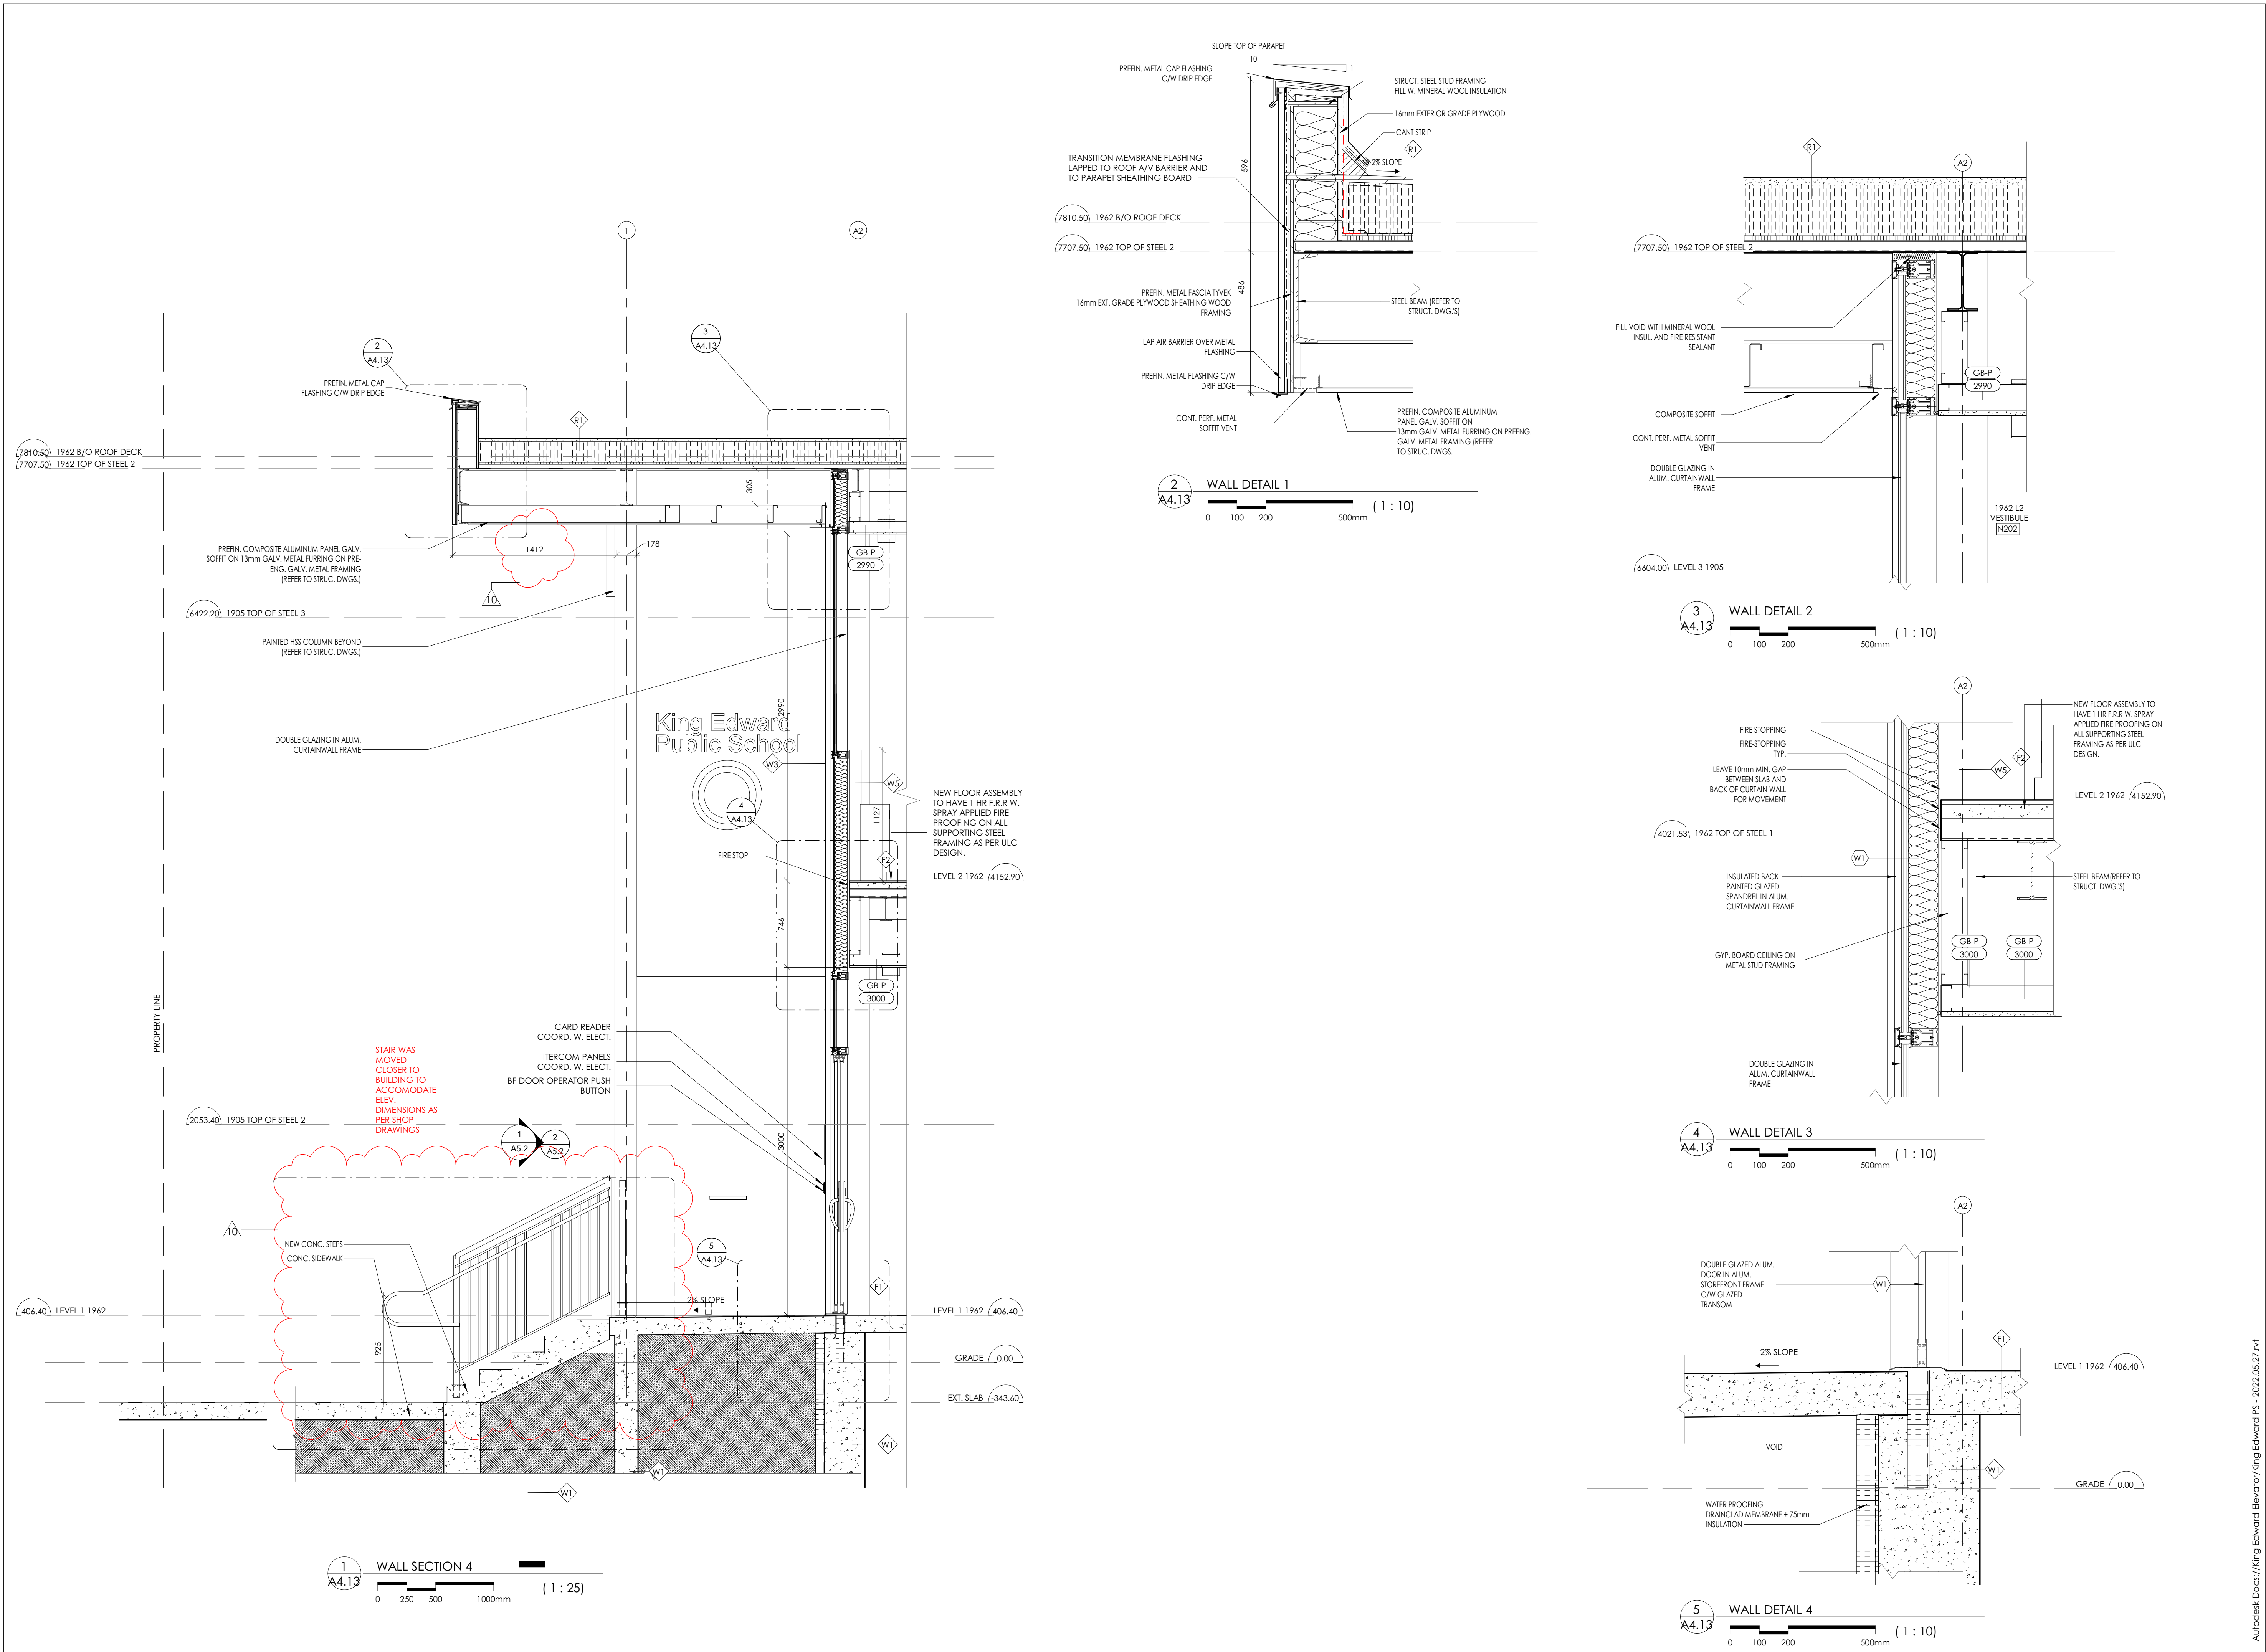 1
A2
2
A4.13
3
A4.13
PREFIN. METAL CAP
FLASHING C/W DRIP EDGE
R1
7810.50 1962 B/O ROOF DECK
7707.50 1962 TOP OF STEEL 2
305
PREFIN. COMPOSITE ALUMINUM PANEL GALV.
SOFFIT ON 13mm GALV. METAL FURRING ON PRE-
ENG. GALV. METAL FRAMING
(REFER TO STRUC. DWGS.)
1412
178
10
GB-P
2990
6422.20 1905 TOP OF STEEL 3
PAINTED HSS COLUMN BEYOND
(REFER TO STRUC. DWGS.)
2990
King Edward
Public School
DOUBLE GLAZING IN ALUM.
CURTAINWALL FRAME
W3
W5
4
A4.13
1127
NEW FLOOR ASSEMBLY
TO HAVE 1 HR F.R.R W.
SPRAY APPLIED FIRE
PROOFING ON ALL
SUPPORTING STEEL
FRAMING AS PER ULC
DESIGN.
FIRE STOP
F2
LEVEL 2 1962 4152.90
746
GB-P
3000
PROPERTY LINE
CARD READER
COORD. W. ELECT.
ITERCOM PANELS
COORD. W. ELECT.
BF DOOR OPERATOR PUSH
BUTTON
STAIR WAS
MOVED
CLOSER TO
BUILDING TO
ACCOMODATE
ELEV.
DIMENSIONS AS
PER SHOP
DRAWINGS
2053.40 1905 TOP OF STEEL 2
1
A5.2
2
A5.2
3000
10
NEW CONC. STEPS
CONC. SIDEWALK
5
A4.13
F1
2% SLOPE
406.40 LEVEL 1 1962
LEVEL 1 1962 406.40
925
GRADE 0.00
EXT. SLAB -343.60
W1
W1
W1
1
A4.13
WALL SECTION 4
0 250 500 1000mm
( 1 : 25)
SLOPE TOP OF PARAPET
10
1
PREFIN. METAL CAP FLASHING
C/W DRIP EDGE
STRUCT. STEEL STUD FRAMING
FILL W. MINERAL WOOL INSULATION
16mm EXTERIOR GRADE PLYWOOD
CANT STRIP
R1
2% SLOPE
596
TRANSITION MEMBRANE FLASHING
LAPPED TO ROOF A/V BARRIER AND
TO PARAPET SHEATHING BOARD
7810.50 1962 B/O ROOF DECK
7707.50 1962 TOP OF STEEL 2
486
PREFIN. METAL FASCIA TYVEK
16mm EXT. GRADE PLYWOOD SHEATHING WOOD
FRAMING
STEEL BEAM (REFER TO
STRUCT. DWG.'S)
LAP AIR BARRIER OVER METAL
FLASHING
PREFIN. METAL FLASHING C/W
DRIP EDGE
CONT. PERF. METAL
SOFFIT VENT
PREFIN. COMPOSITE ALUMINUM
PANEL GALV. SOFFIT ON
13mm GALV. METAL FURRING ON PREENG.
GALV. METAL FRAMING (REFER
TO STRUC. DWGS.
2
A4.13
WALL DETAIL 1
0 100 200 500mm
( 1 : 10)
R1
A2
7707.50 1962 TOP OF STEEL 2
FILL VOID WITH MINERAL WOOL
INSUL. AND FIRE RESISTANT
SEALANT
GB-P
2990
COMPOSITE SOFFIT
CONT. PERF. METAL SOFFIT
VENT
DOUBLE GLAZING IN
ALUM. CURTAINWALL
FRAME
1962 L2
VESTIBULE
N202
6604.00 LEVEL 3 1905
3
A4.13
WALL DETAIL 2
0 100 200 500mm
( 1 : 10)
A2
NEW FLOOR ASSEMBLY TO
HAVE 1 HR F.R.R W. SPRAY
APPLIED FIRE PROOFING ON
ALL SUPPORTING STEEL
FRAMING AS PER ULC
DESIGN.
FIRE STOPPING
FIRE-STOPPING
TYP.
F2
W5
LEAVE 10mm MIN. GAP
BETWEEN SLAB AND
BACK OF CURTAIN WALL
FOR MOVEMENT
LEVEL 2 1962 4152.90
4021.53 1962 TOP OF STEEL 1
W1
INSULATED BACK-
PAINTED GLAZED
SPANDREL IN ALUM.
CURTAINWALL FRAME
STEEL BEAM(REFER TO
STRUCT. DWG.'S)
GYP. BOARD CEILING ON
METAL STUD FRAMING
GB-P
3000
GB-P
3000
DOUBLE GLAZING IN
ALUM. CURTAINWALL
FRAME
4
A4.13
WALL DETAIL 3
0 100 200 500mm
( 1 : 10)
A2
DOUBLE GLAZED ALUM.
DOOR IN ALUM.
STOREFRONT FRAME
C/W GLAZED
TRANSOM
W1
F1
2% SLOPE
LEVEL 1 1962 406.40
VOID
W1
GRADE 0.00
WATER PROOFING
DRAINCLAD MEMBRANE + 75mm
INSULATION
5
A4.13
WALL DETAIL 4
0 100 200 500mm
( 1 : 10)
Autodesk Docs://King Edward Elevator/King Edward PS - 2022.05.27.rvt